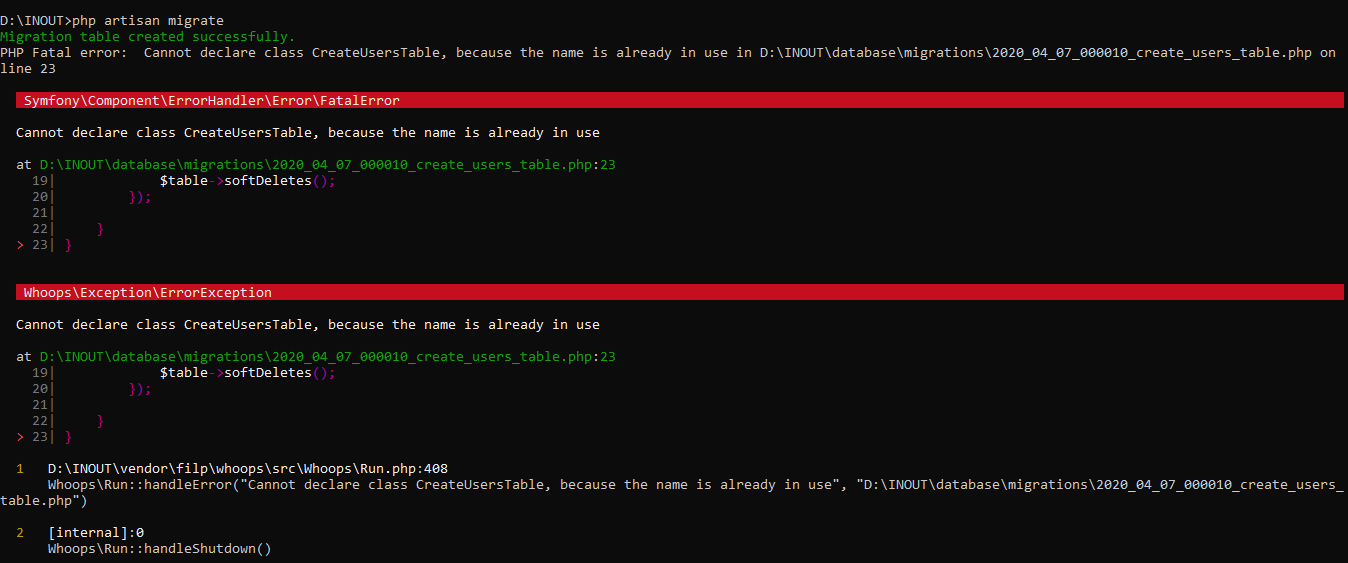 D:\INOUT>php artisan migrate
Migration table created successfully.
PHP Fatal error:  Cannot declare class CreateUsersTable, because the name is already in use in D:\INOUT\database\migrations\2020_04_07_000010_create_users_table.php on
line 23
Symfony\Component\ErrorHandler\Error\FatalError
Cannot declare class CreateUsersTable, because the name is already in use
at D:\INOUT\database\migrations\2020_04_07_000010_create_users_table.php:23
19|             $table->softDeletes();
20|         });
21|
22|     }
> 23| }
Whoops\Exception\ErrorException
Cannot declare class CreateUsersTable, because the name is already in use
at D:\INOUT\database\migrations\2020_04_07_000010_create_users_table.php:23
19|             $table->softDeletes();
20|         });
21|
22|     }
> 23| }
1   D:\INOUT\vendor\filp\whoops\src\Whoops\Run.php:408
Whoops\Run::handleError("Cannot declare class CreateUsersTable, because the name is already in use", "D:\INOUT\database\migrations\2020_04_07_000010_create_users_
table.php")
2   [internal]:0
Whoops\Run::handleShutdown()